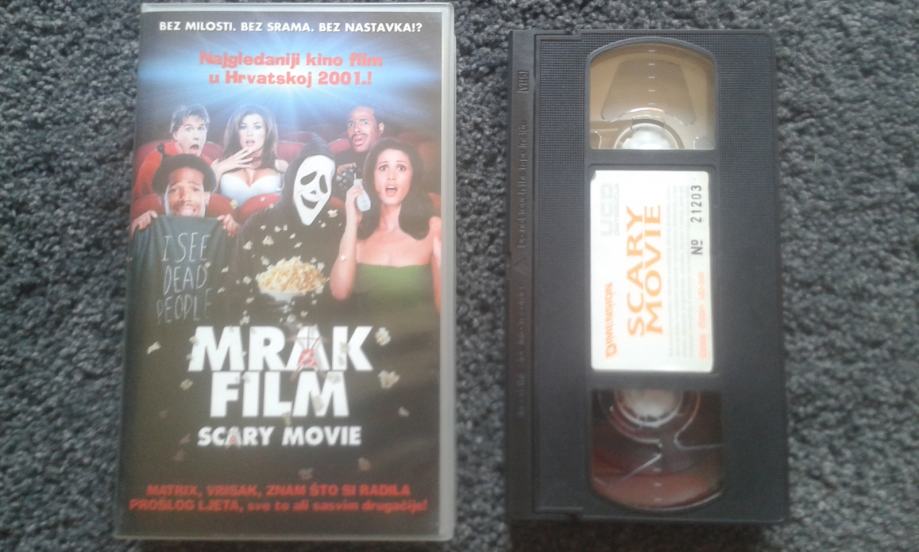 BEZ MILOSTI. BEZ SRAMA. BEZ NASTAVKA!?
Najgledaniji kino film
u Hrvatskoj 2001.!
I SEE
DEAD
PEOPLE
MRAK
FILM
SCARY MOVIE
MATRIX, VRISAK, ZNAM ŠTO SI RADILA
PROŠLOG LJETA, sve to ali sasvim drugačije!
VHS
DIMENSION
SCARY
MOVIE
Nº 21203